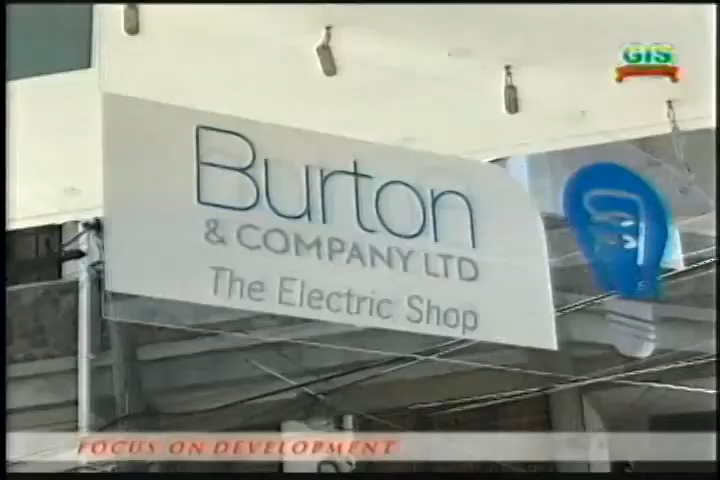 GIS
Burton
& COMPANY LTD
The Electric Shop
FOCUS ON DEVELOPMENT